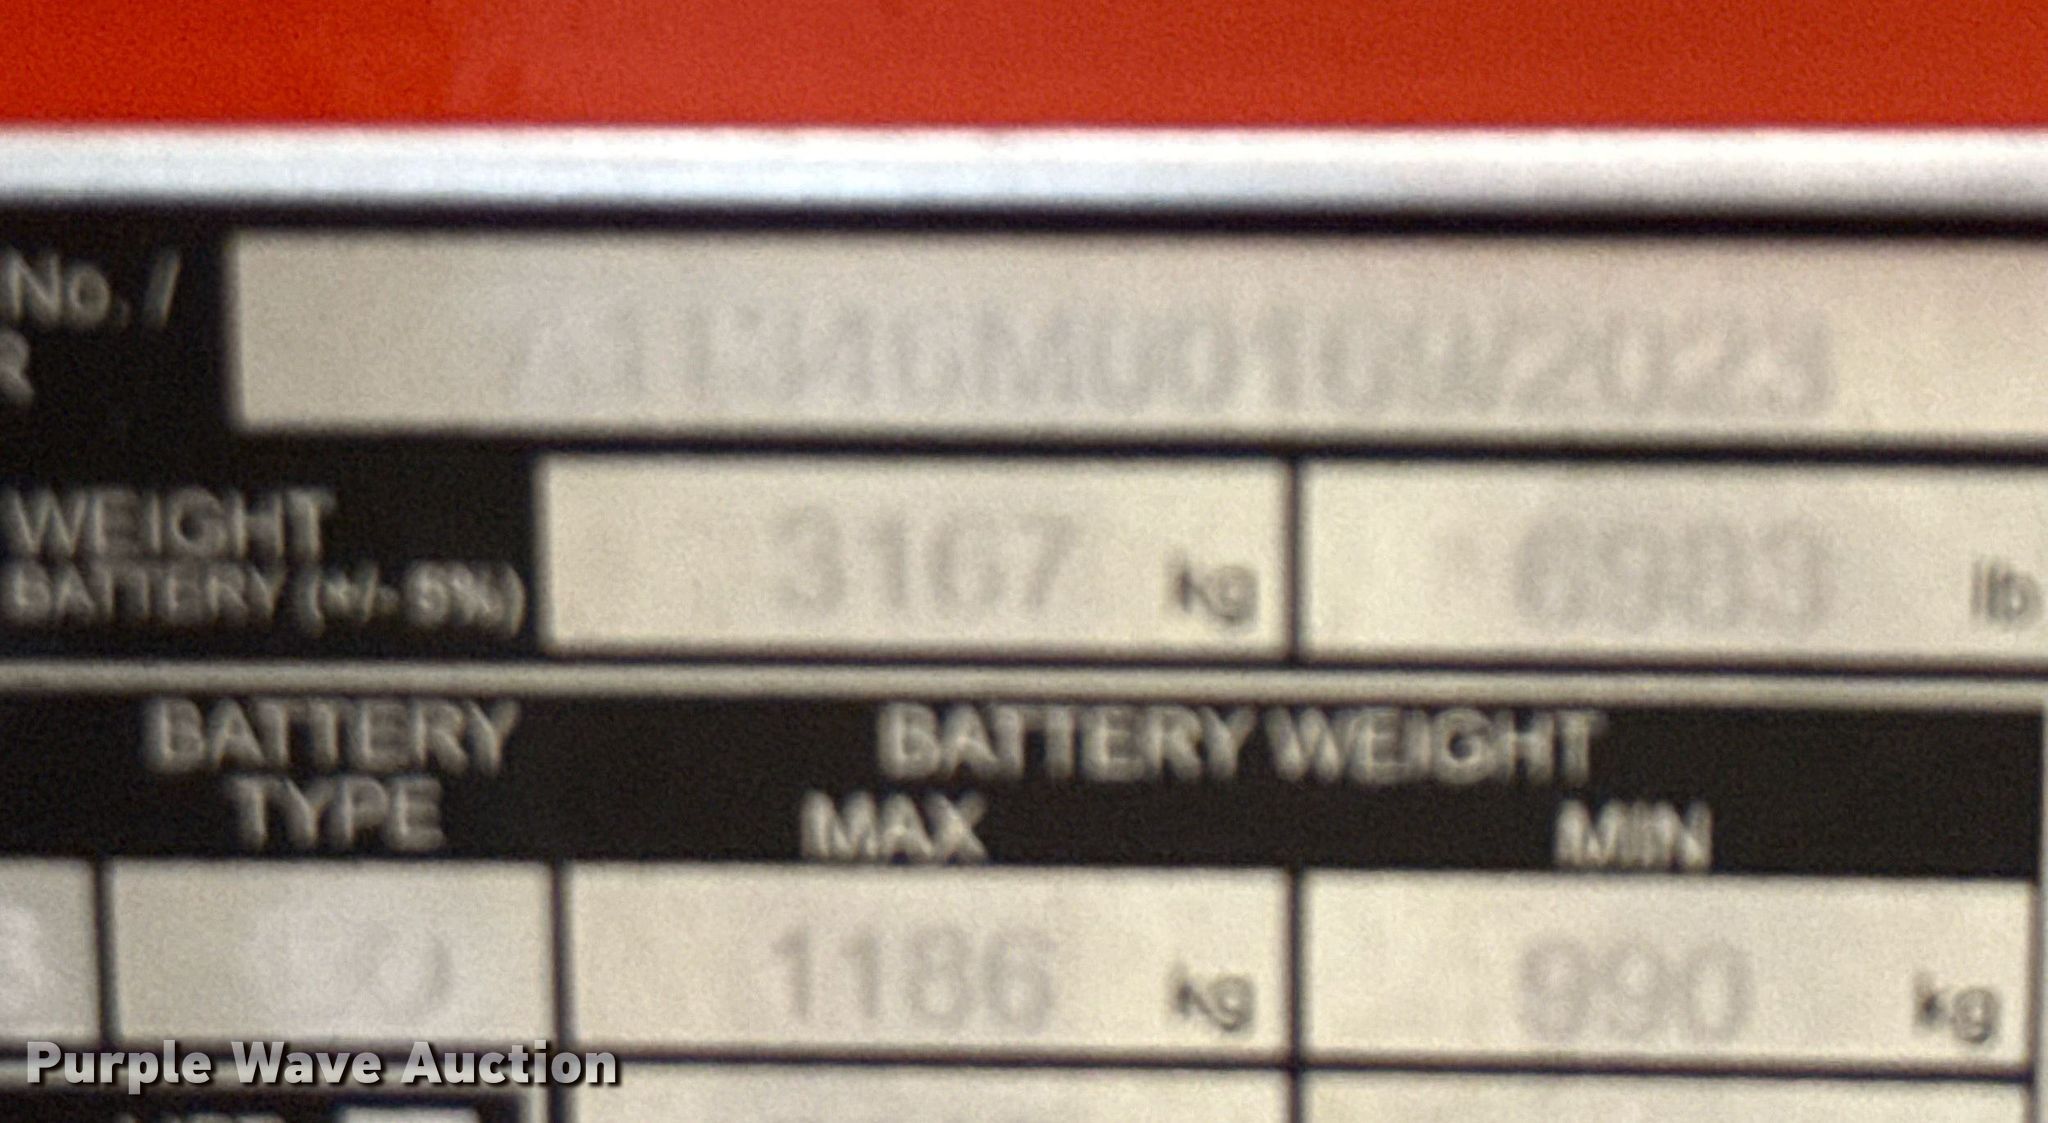 No. /
R
WEIGHT 3167 kg 6983 lb
BATTERY (+/- 5%)
BATTERY TYPE
BATTERY WEIGHT
MAX MIN
1186 kg 990 kg
Purple Wave Auction